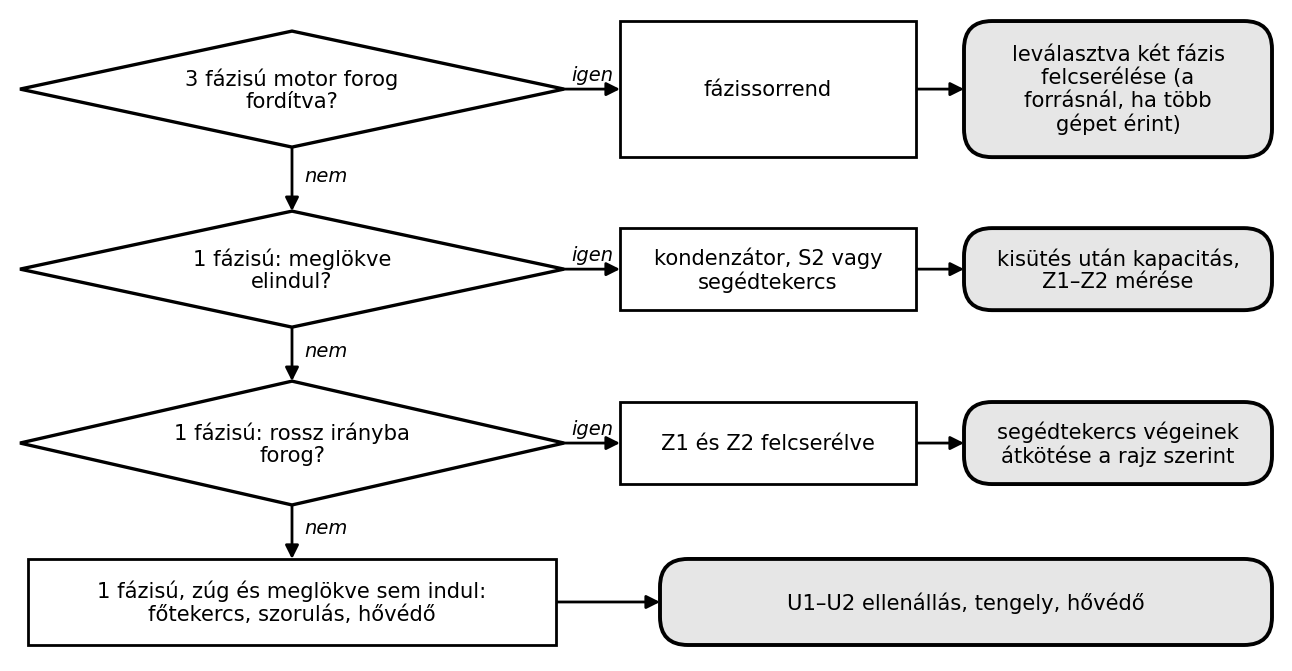 3 fázisú motor forog
fordítva?
igen
fázissorrend
leválasztva két fázis
felcserélése (a
forrásnál, ha több
gépet érint)
nem
1 fázisú: meglökve
elindul?
igen
kondenzátor, S2 vagy
segédtekercs
kisütés után kapacitás,
Z1–Z2 mérése
nem
1 fázisú: rossz irányba
forog?
igen
Z1 és Z2 felcserélve
segédtekercs végeinek
átkötése a rajz szerint
nem
1 fázisú, zúg és meglökve sem indul:
főtekercs, szorulás, hővédő
U1–U2 ellenállás, tengely, hővédő